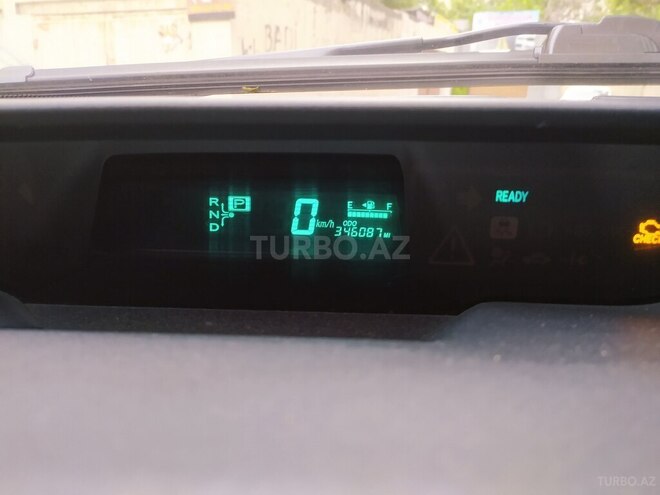 R
N
D
P
0 km/h
E F
ODO
346087 MI
READY
CHECK
TURBO.AZ
TURBO.AZ